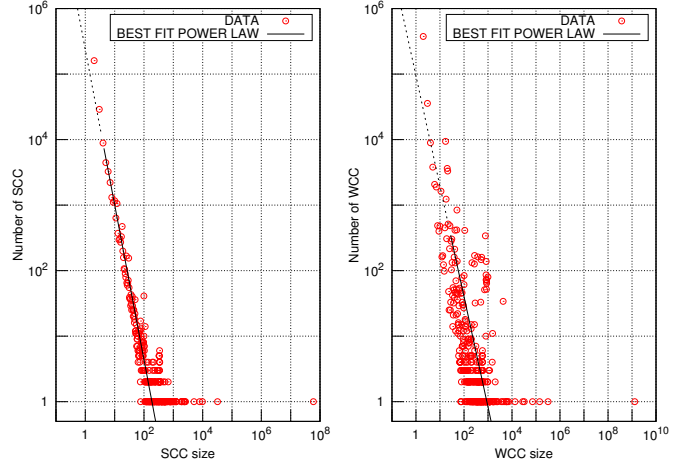 DATA
BEST FIT POWER LAW
10^6
10^4
10^2
1
Number of SCC
1 10^2 10^4 10^6 10^8
SCC size
DATA
BEST FIT POWER LAW
10^6
10^4
10^2
1
Number of WCC
1 10^2 10^4 10^6 10^8 10^10
WCC size